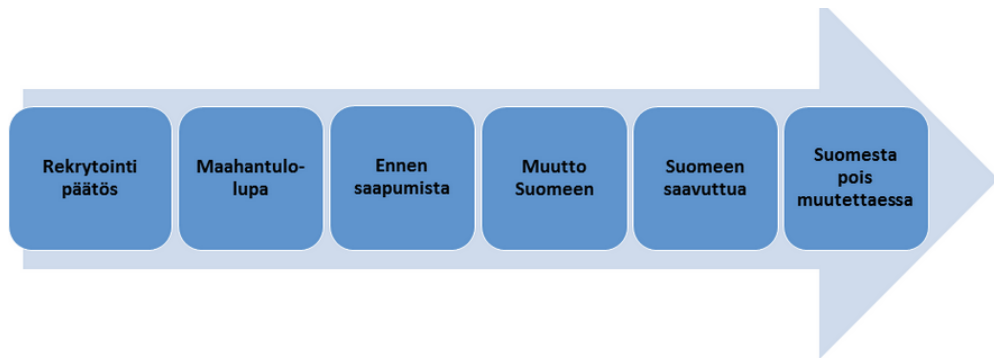 Rekrytointi
päätös
Maahantulo-
lupa
Ennen
saapumista
Muutto
Suomeen
Suomeen
saavuttua
Suomesta
pois
muutettaessa